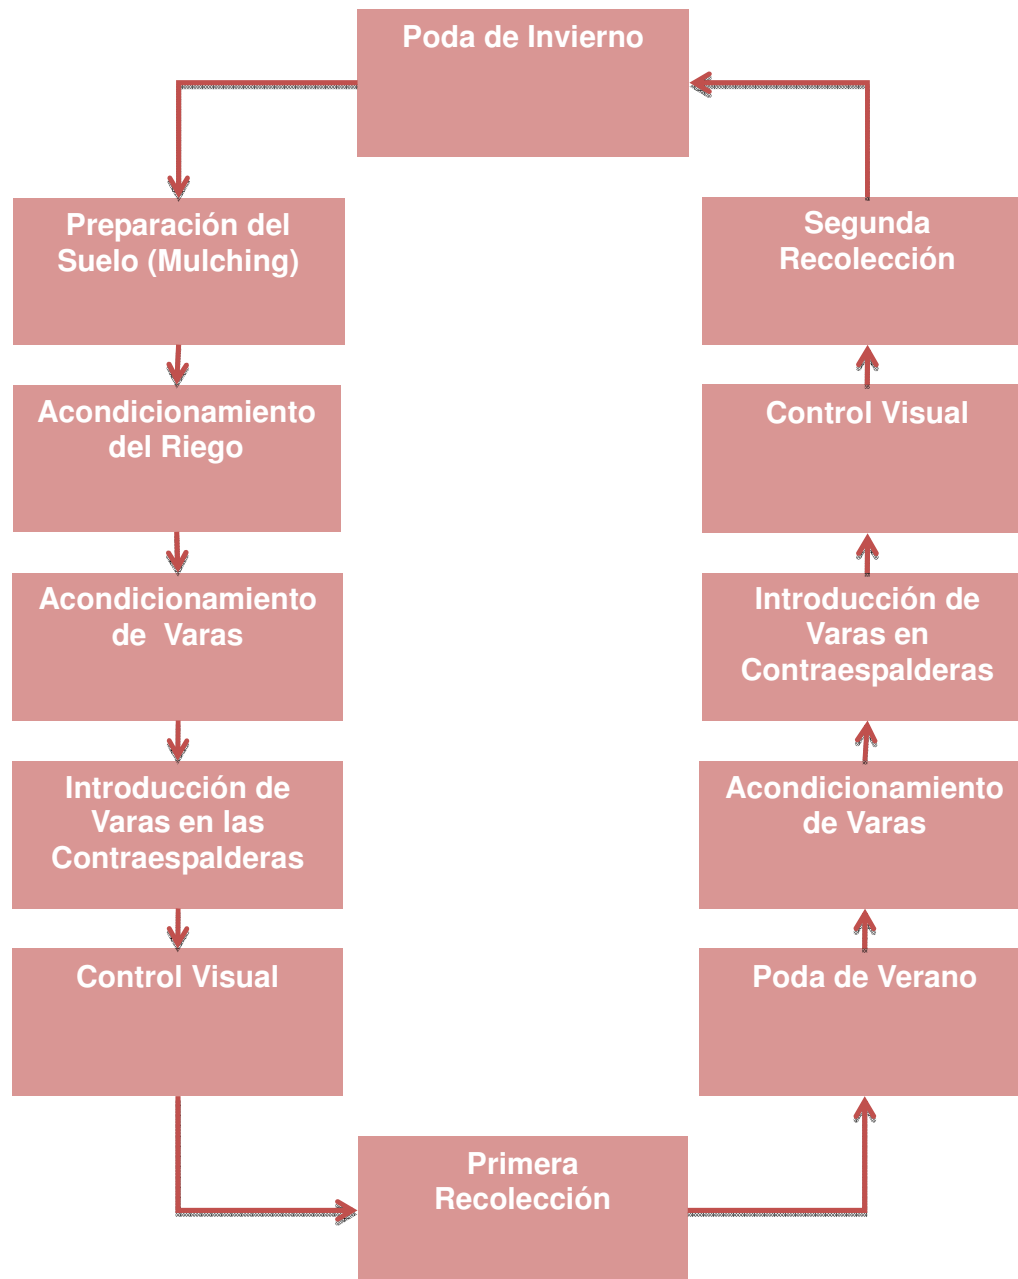 Poda de Invierno
Preparación del
Suelo (Mulching)
Acondicionamiento
del Riego
Acondicionamiento
de Varas
Introducción de
Varas en las
Contraespalderas
Control Visual
Primera
Recolección
Poda de Verano
Acondicionamiento
de Varas
Introducción de
Varas en
Contraespalderas
Control Visual
Segunda
Recolección